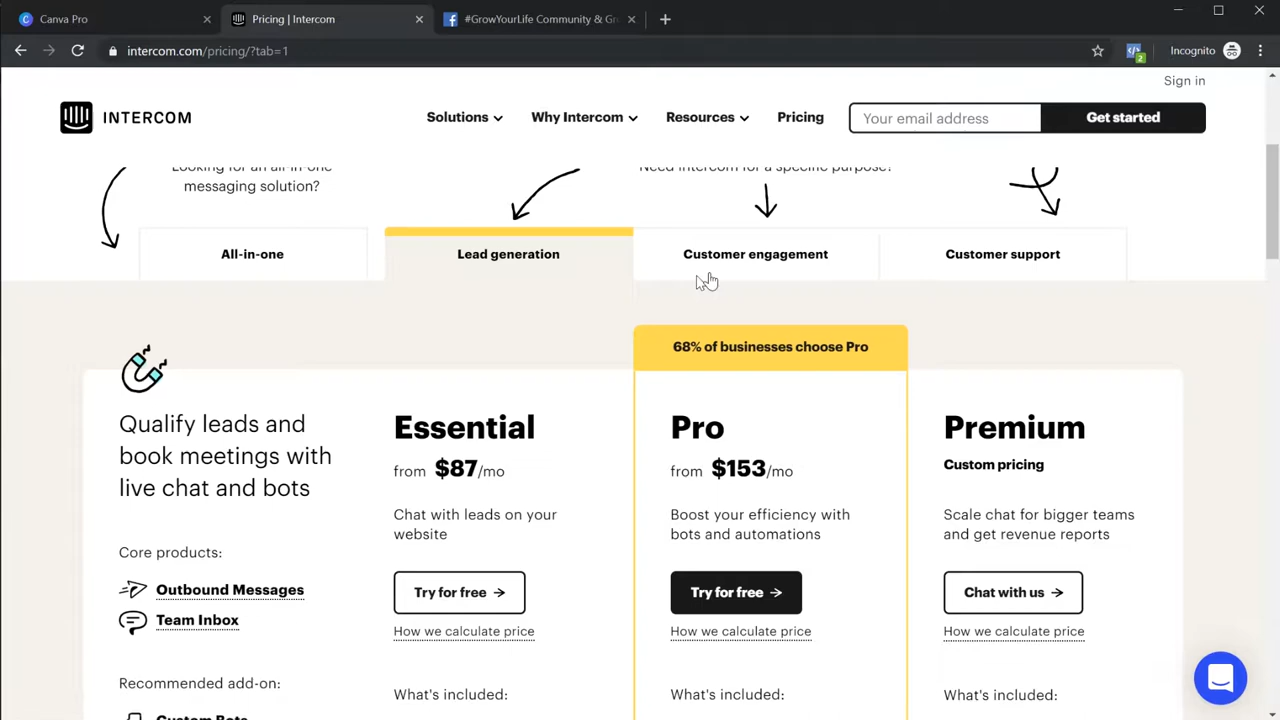 Canva Pro
Pricing | Intercom
#GrowYourLife Community & Gr
intercom.com/pricing/?tab=1
2
Incognito
Sign in
INTERCOM
Solutions
Why Intercom
Resources
Pricing
Your email address
Get started
Looking for an all-in-one
messaging solution?
Need Intercom for a specific purpose?
All-in-one
Lead generation
Customer engagement
Customer support
68% of businesses choose Pro
Qualify leads and
book meetings with
live chat and bots
Core products:
Outbound Messages
Team Inbox
Recommended add-on:
Custom Bots
Essential
from $87/mo
Chat with leads on your
website
Try for free →
How we calculate price
What's included:
Pro
from $153/mo
Boost your efficiency with
bots and automations
Try for free →
How we calculate price
What's included:
Premium
Custom pricing
Scale chat for bigger teams
and get revenue reports
Chat with us →
How we calculate price
What's included: